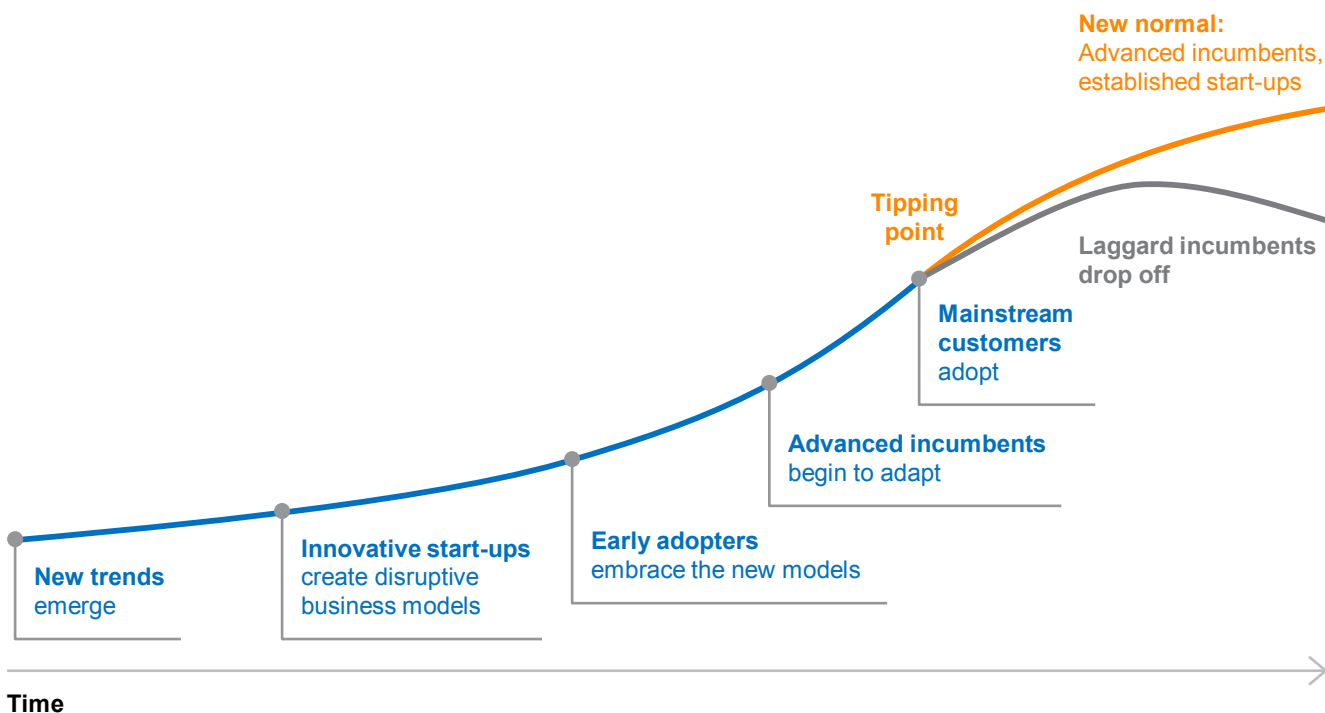 New normal:
Advanced incumbents,
established start-ups
Tipping
point
Laggard incumbents
drop off
Mainstream
customers
adopt
Advanced incumbents
begin to adapt
Early adopters
embrace the new models
Innovative start-ups
create disruptive
business models
New trends
emerge
Time